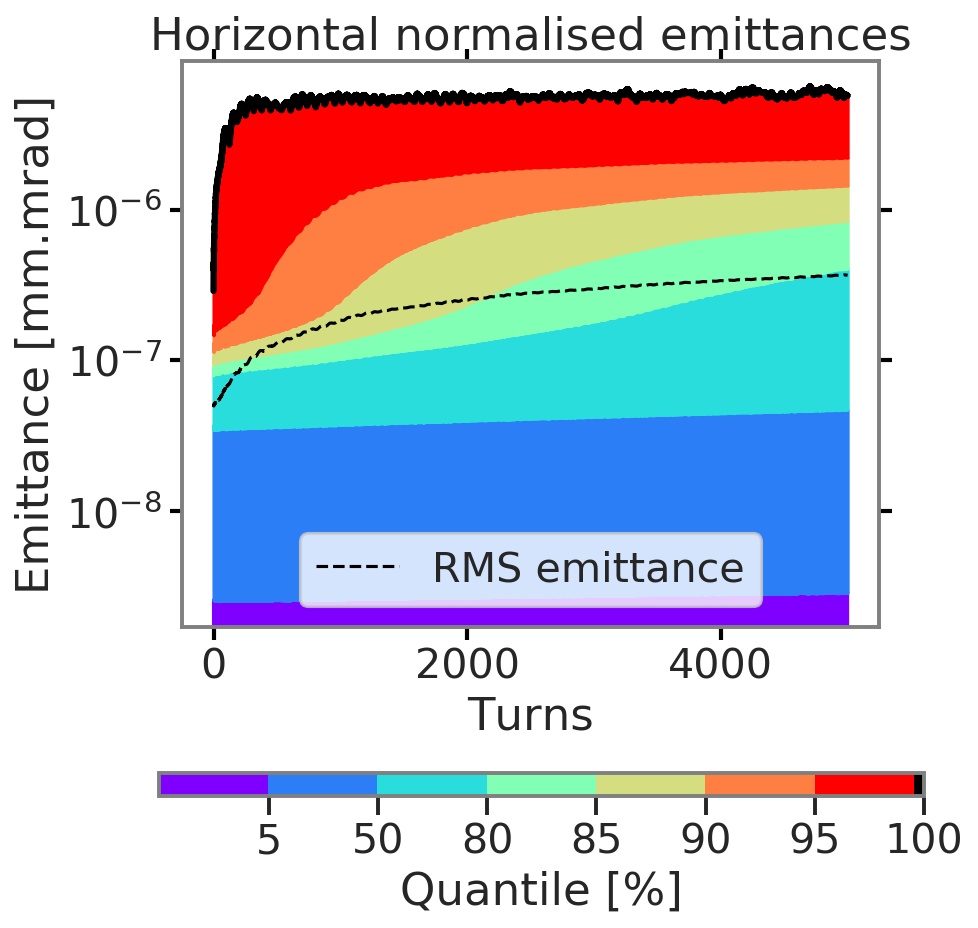 Horizontal normalised emittances
Emittance [mm.mrad]
10⁻⁶
10⁻⁷
10⁻⁸
RMS emittance
0 2000 4000
Turns
5 50 80 85 90 95 100
Quantile [%]